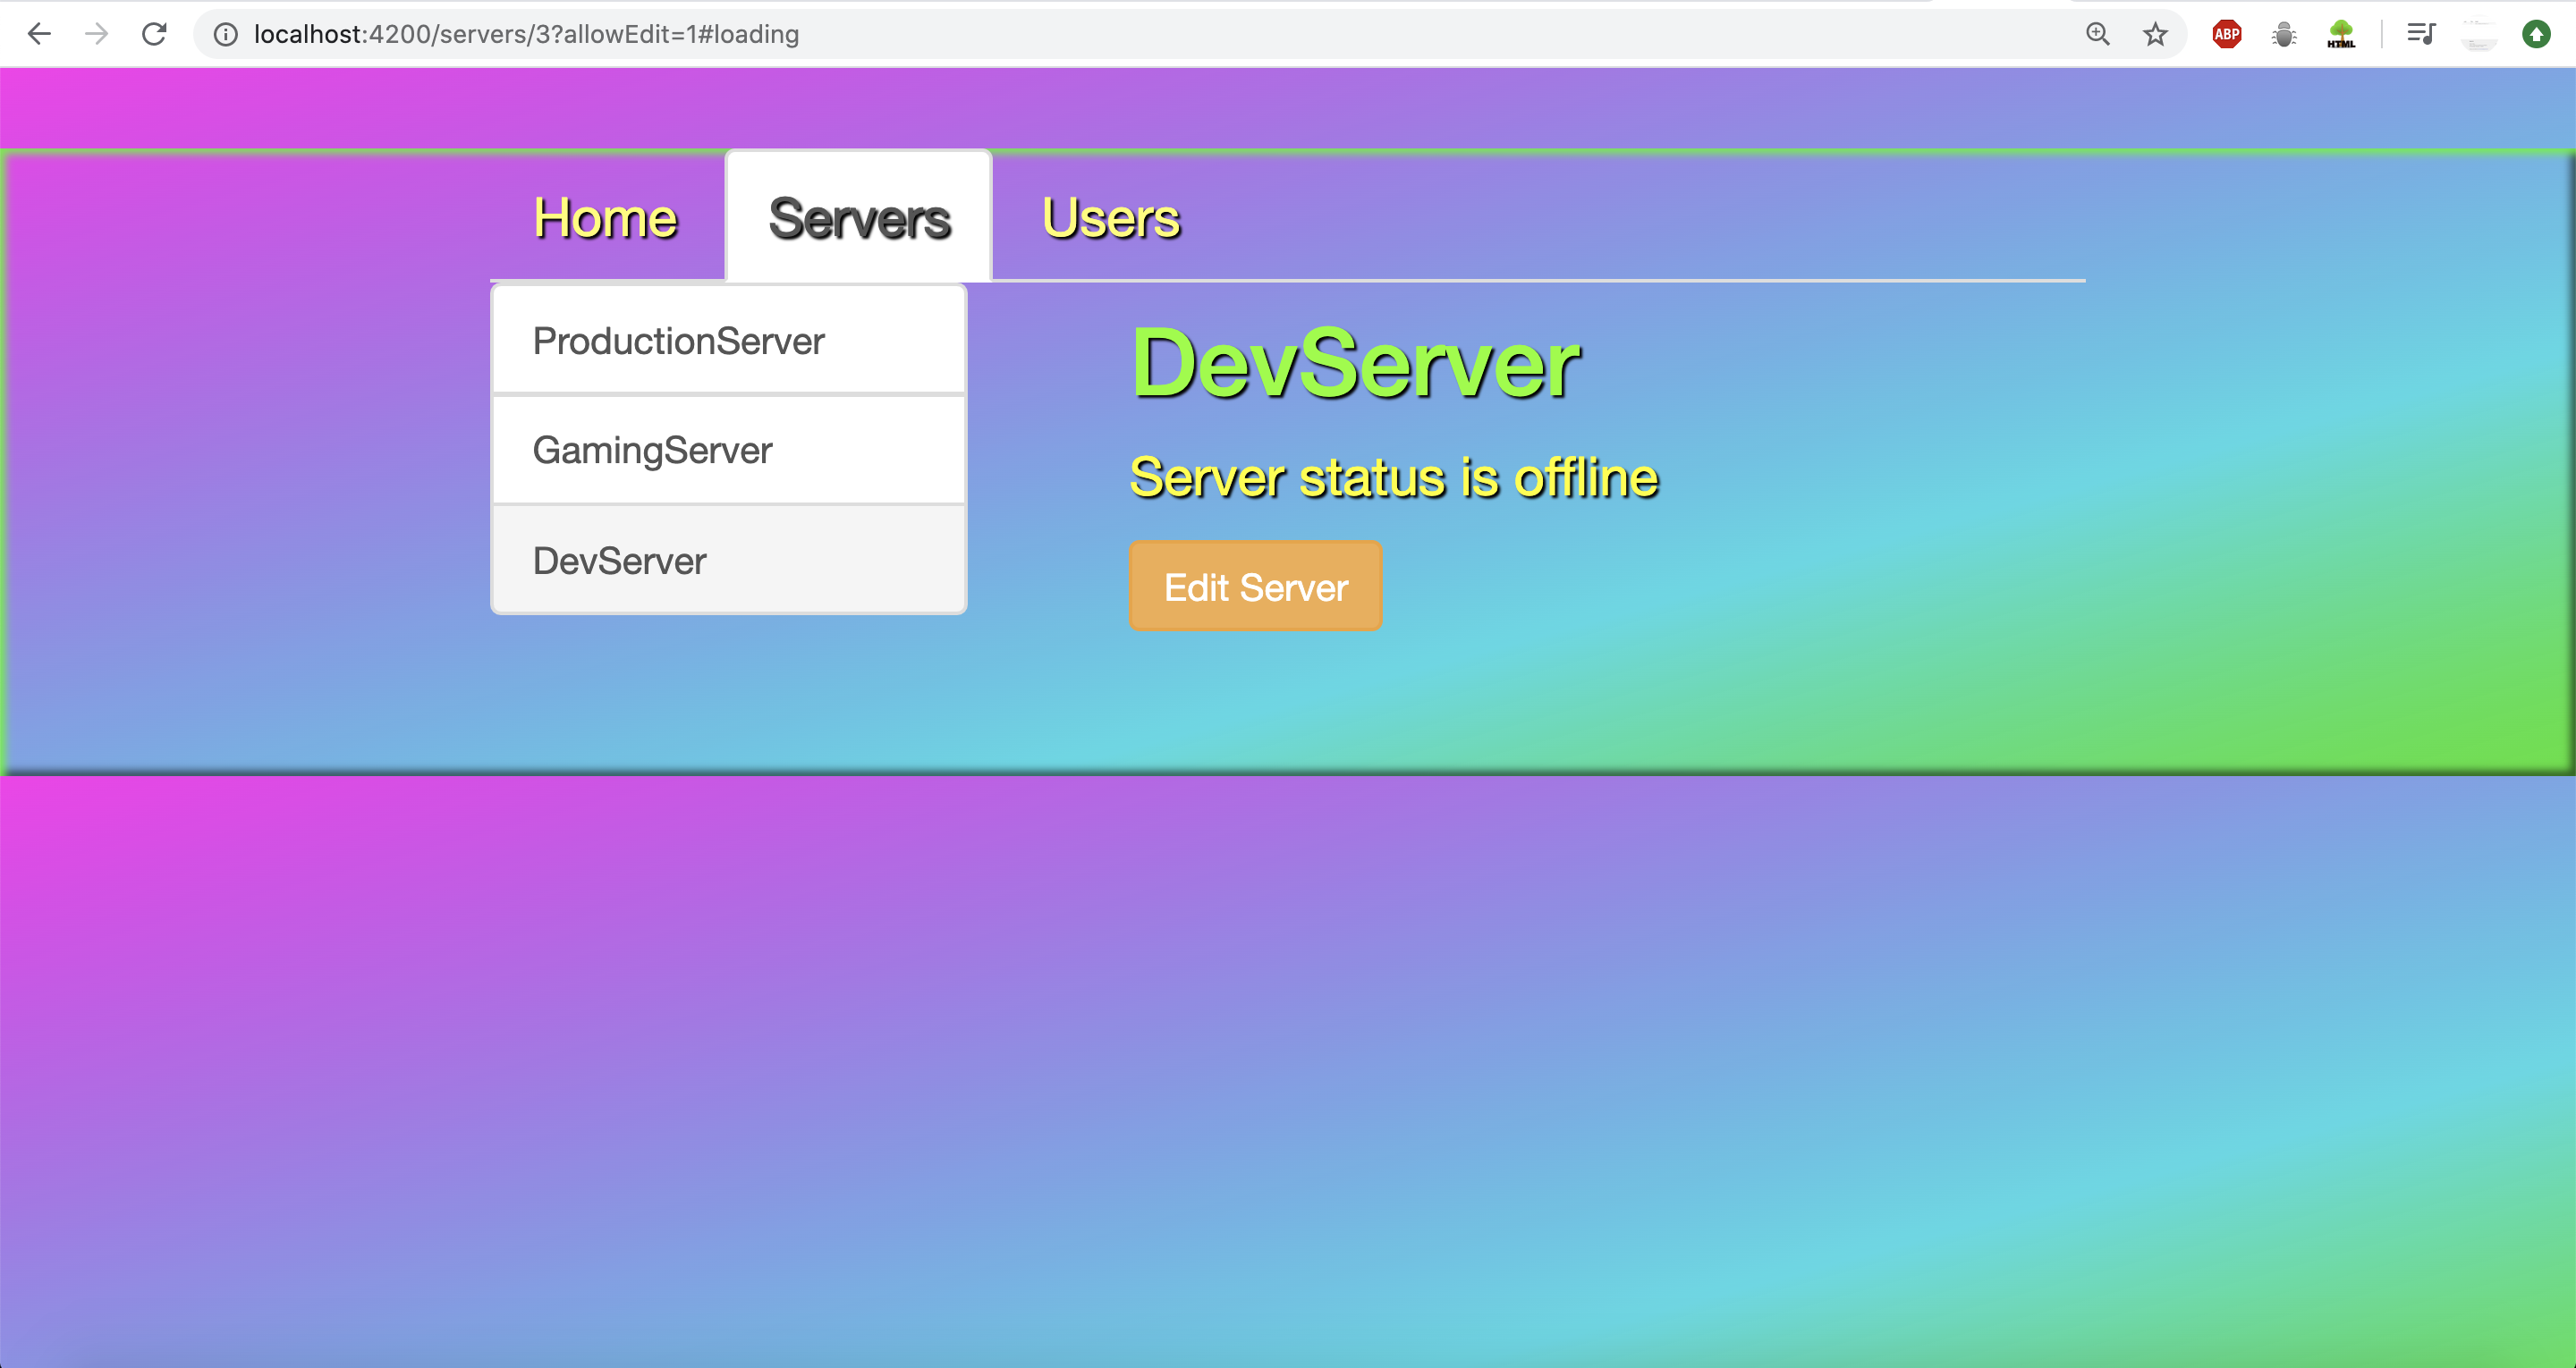 localhost:4200/servers/3?allowEdit=1#loading
ABP
HTML
Home Servers Users
ProductionServer
GamingServer
DevServer
DevServer
Server status is offline
Edit Server